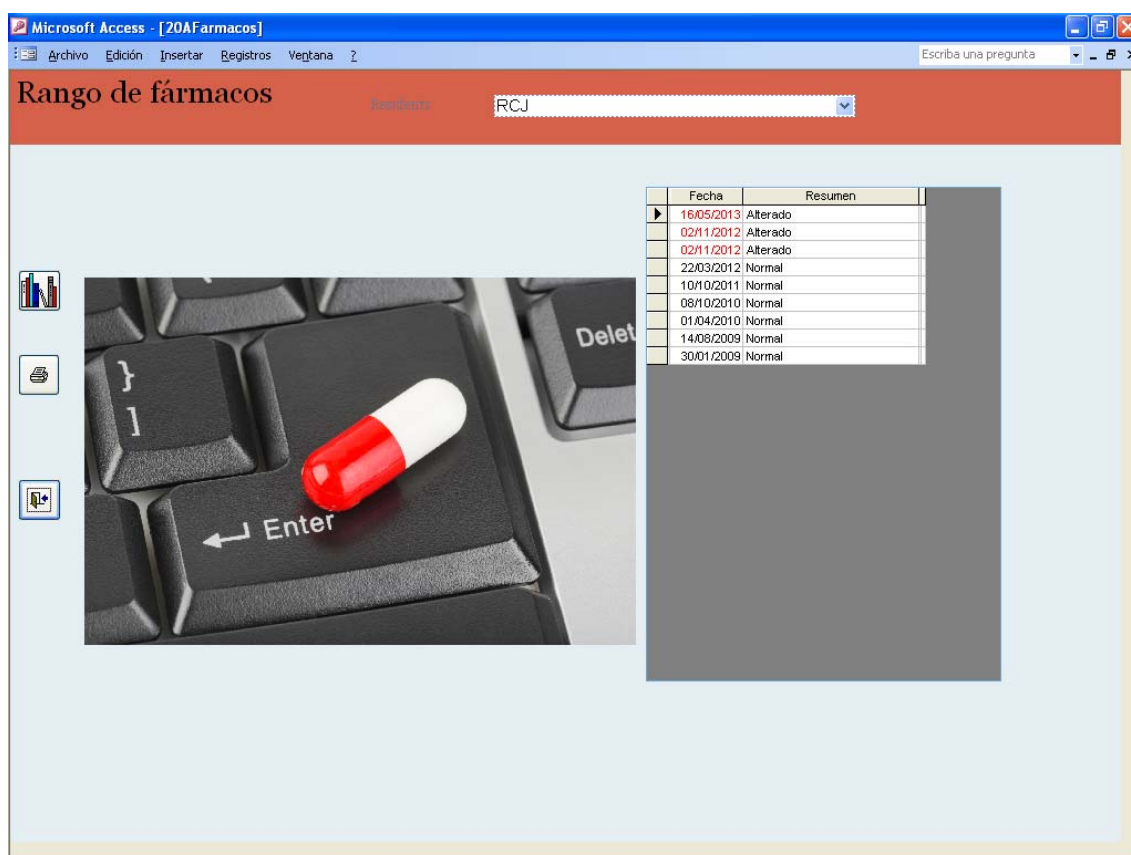 Microsoft Access - [20AFarmacos]
Archivo Edición Insertar Registros Ventana ?
Escriba una pregunta
Rango de fármacos
RCJ
Fecha Resumen
16/05/2013 Alterado
02/11/2012 Alterado
02/11/2012 Alterado
22/03/2012 Normal
10/10/2011 Normal
08/10/2010 Normal
01/04/2010 Normal
14/08/2009 Normal
30/01/2009 Normal
Delet
}
]
Enter